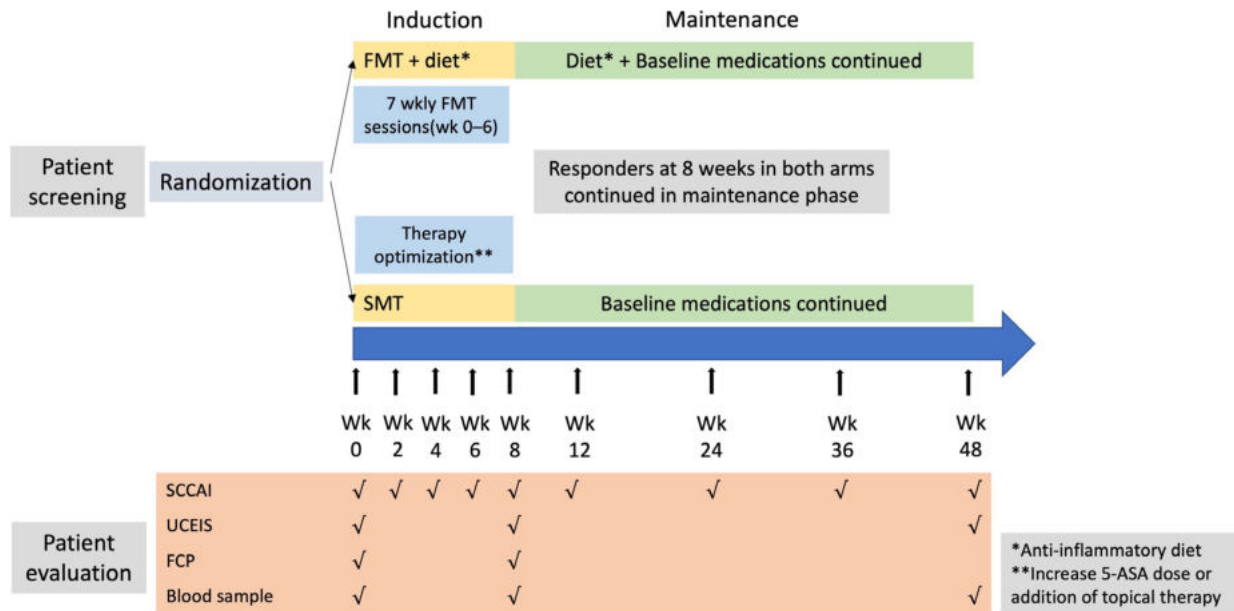 Induction
Maintenance
FMT + diet*
Diet* + Baseline medications continued
7 wkly FMT
sessions(wk 0–6)
Patient
screening
Randomization
Responders at 8 weeks in both arms
continued in maintenance phase
Therapy
optimization**
SMT
Baseline medications continued
Wk Wk Wk Wk Wk Wk Wk Wk Wk
0 2 4 6 8 12 24 36 48
Patient
evaluation
SCCAI √ √ √ √ √ √ √ √ √
UCEIS √ √ √
FCP √ √
Blood sample √ √ √
*Anti-inflammatory diet
**Increase 5-ASA dose or
addition of topical therapy